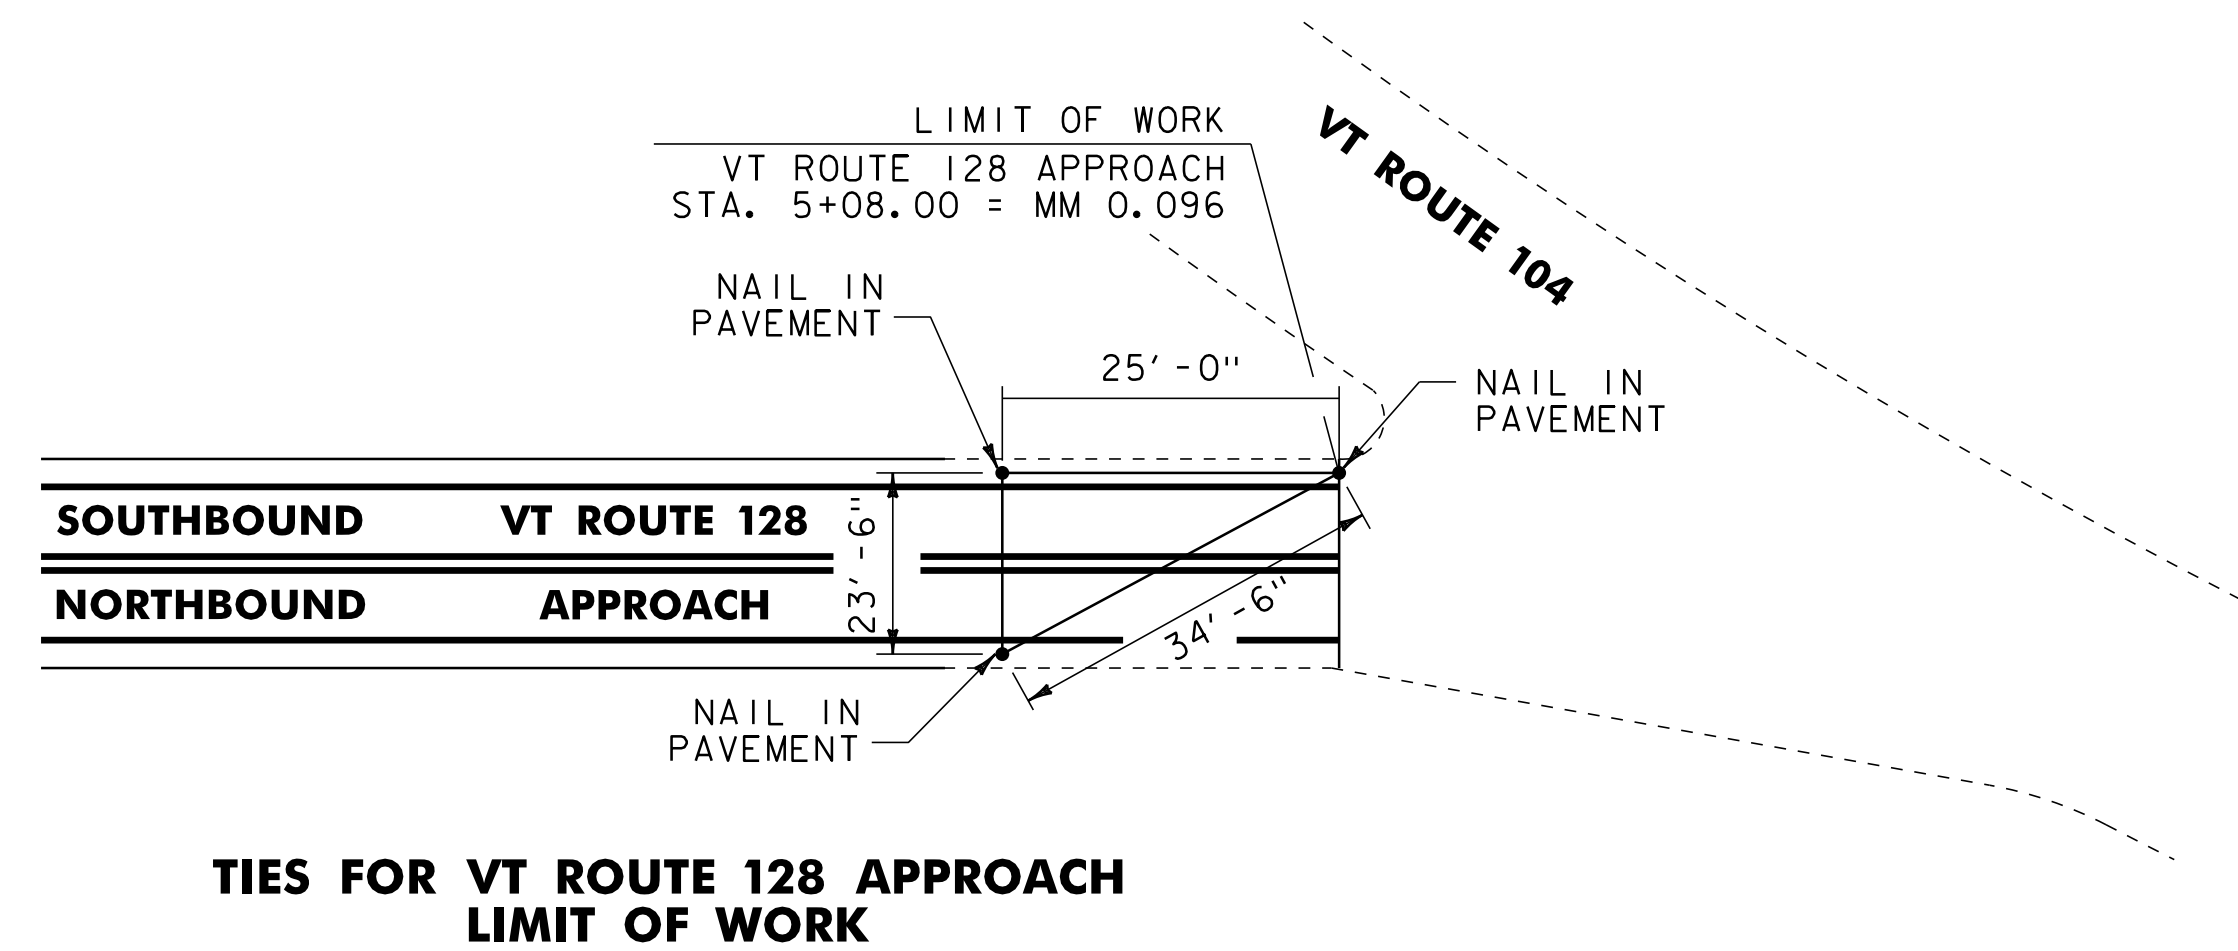 LIMIT OF WORK
VT ROUTE 128 APPROACH
STA. 5+08.00 = MM 0.096
VT ROUTE 104
NAIL IN
PAVEMENT
25'-0"
NAIL IN
PAVEMENT
SOUTHBOUND VT ROUTE 128
NORTHBOUND APPROACH
23'-6"
34'-6"
NAIL IN
PAVEMENT
TIES FOR VT ROUTE 128 APPROACH
LIMIT OF WORK